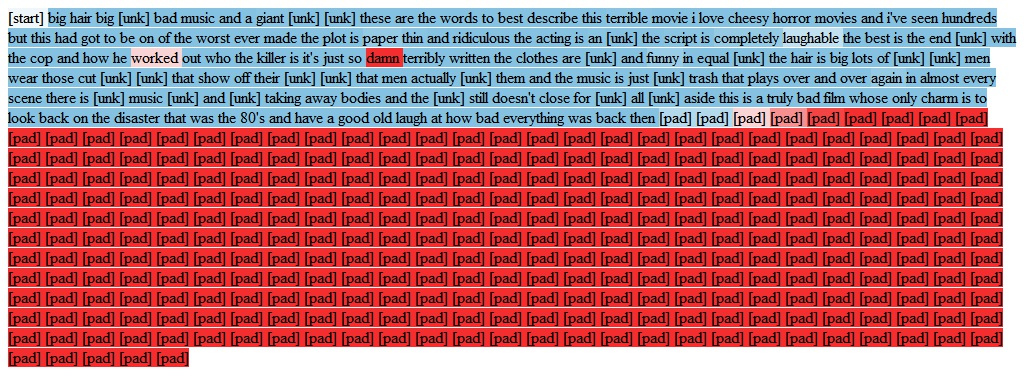 [start] big hair big [unk] bad music and a giant [unk] [unk] these are the words to best describe this terrible movie i love cheesy horror movies and i've seen hundreds
but this had got to be on of the worst ever made the plot is paper thin and ridiculous the acting is an [unk] the script is completely laughable the best is the end [unk] with
the cop and how he worked out who the killer is it's just so damn terribly written the clothes are [unk] and funny in equal [unk] the hair is big lots of [unk] [unk] men
wear those cut [unk] [unk] that show off their [unk] [unk] that men actually [unk] them and the music is just [unk] trash that plays over and over again in almost every
scene there is [unk] music [unk] and [unk] taking away bodies and the [unk] still doesn't close for [unk] all [unk] aside this is a truly bad film whose only charm is to
look back on the disaster that was the 80's and have a good old laugh at how bad everything was back then [pad] [pad] [pad] [pad] [pad] [pad] [pad] [pad] [pad]
[pad] [pad] [pad] [pad] [pad] [pad] [pad] [pad] [pad] [pad] [pad] [pad] [pad] [pad] [pad] [pad] [pad] [pad] [pad] [pad] [pad] [pad] [pad] [pad] [pad] [pad] [pad]
[pad] [pad] [pad] [pad] [pad] [pad] [pad] [pad] [pad] [pad] [pad] [pad] [pad] [pad] [pad] [pad] [pad] [pad] [pad] [pad] [pad] [pad] [pad] [pad] [pad] [pad] [pad]
[pad] [pad] [pad] [pad] [pad] [pad] [pad] [pad] [pad] [pad] [pad] [pad] [pad] [pad] [pad] [pad] [pad] [pad] [pad] [pad] [pad] [pad] [pad] [pad] [pad] [pad] [pad]
[pad] [pad] [pad] [pad] [pad] [pad] [pad] [pad] [pad] [pad] [pad] [pad] [pad] [pad] [pad] [pad] [pad] [pad] [pad] [pad] [pad] [pad] [pad] [pad] [pad] [pad] [pad]
[pad] [pad] [pad] [pad] [pad] [pad] [pad] [pad] [pad] [pad] [pad] [pad] [pad] [pad] [pad] [pad] [pad] [pad] [pad] [pad] [pad] [pad] [pad] [pad] [pad] [pad] [pad]
[pad] [pad] [pad] [pad] [pad] [pad] [pad] [pad] [pad] [pad] [pad] [pad] [pad] [pad] [pad] [pad] [pad] [pad] [pad] [pad] [pad] [pad] [pad] [pad] [pad] [pad] [pad]
[pad] [pad] [pad] [pad] [pad] [pad] [pad] [pad] [pad] [pad] [pad] [pad] [pad] [pad] [pad] [pad] [pad] [pad] [pad] [pad] [pad] [pad] [pad] [pad] [pad] [pad] [pad]
[pad] [pad] [pad] [pad] [pad] [pad] [pad] [pad] [pad] [pad] [pad] [pad] [pad] [pad] [pad] [pad] [pad] [pad] [pad] [pad] [pad] [pad] [pad] [pad] [pad] [pad] [pad]
[pad] [pad] [pad] [pad] [pad] [pad] [pad] [pad] [pad] [pad] [pad] [pad] [pad] [pad] [pad] [pad] [pad] [pad] [pad] [pad] [pad] [pad] [pad] [pad] [pad] [pad] [pad]
[pad] [pad] [pad] [pad] [pad] [pad] [pad] [pad] [pad] [pad] [pad] [pad] [pad] [pad] [pad] [pad] [pad] [pad] [pad] [pad] [pad] [pad] [pad] [pad] [pad] [pad] [pad]
[pad] [pad] [pad] [pad] [pad] [pad] [pad] [pad] [pad] [pad] [pad] [pad] [pad] [pad] [pad] [pad] [pad] [pad] [pad] [pad] [pad] [pad] [pad] [pad] [pad] [pad] [pad]
[pad] [pad] [pad] [pad] [pad]